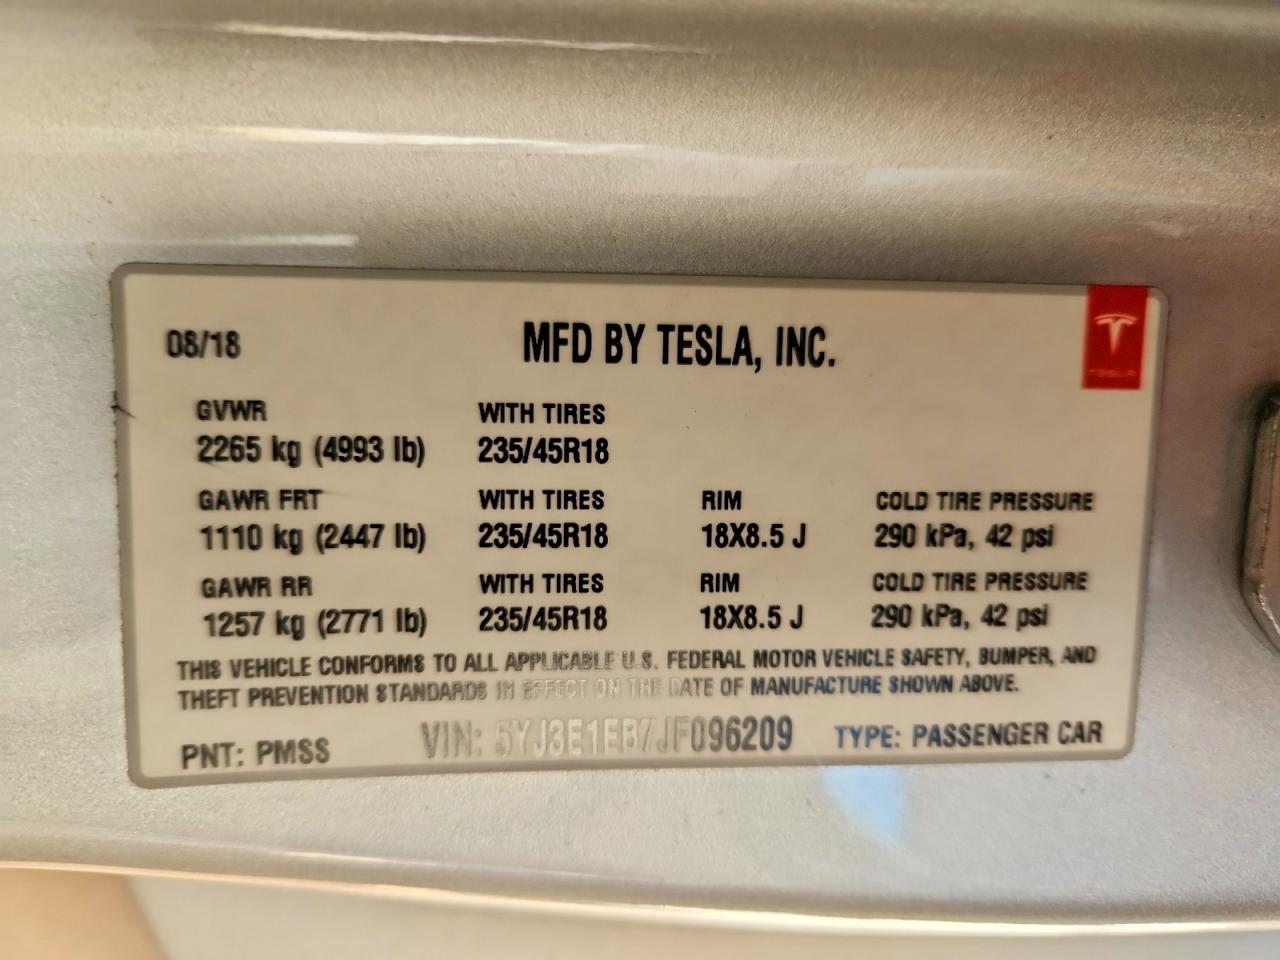 08/18 MFD BY TESLA, INC.
TESLA
GVWR WITH TIRES
2265 kg (4993 lb) 235/45R18
GAWR FRT WITH TIRES RIM COLD TIRE PRESSURE
1110 kg (2447 lb) 235/45R18 18X8.5 J 290 kPa, 42 psi
GAWR RR WITH TIRES RIM COLD TIRE PRESSURE
1257 kg (2771 lb) 235/45R18 18X8.5 J 290 kPa, 42 psi
THIS VEHICLE CONFORMS TO ALL APPLICABLE U.S. FEDERAL MOTOR VEHICLE SAFETY, BUMPER, AND
THEFT PREVENTION STANDARDS IN EFFECT ON THE DATE OF MANUFACTURE SHOWN ABOVE.
PNT: PMSS VIN: 5YJ3E1EB7JF096209 TYPE: PASSENGER CAR